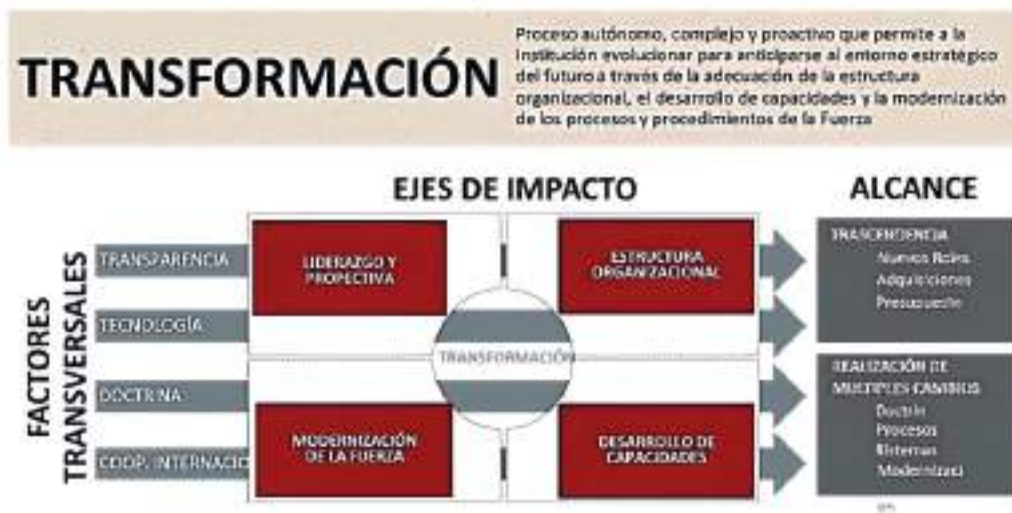 TRANSFORMACIÓN
Proceso autónomo, complejo y proactivo que permite a la
Institución evolucionar para anticiparse al entorno estratégico
del futuro a través de la adecuación de la estructura
organizacional, el desarrollo de capacidades y la modernización
de los procesos y procedimientos de la Fuerza
EJES DE IMPACTO
ALCANCE
FACTORES
TRANSVERSALES
TRANSPARENCIA
TECNOLOGÍA
DOCTRINA
COOP. INTERNACIO
LIDERAZGO Y
PROPECTIVA
ESTRUCTURA
ORGANIZACIONAL
TRANSFORMACIÓN
MODERNIZACIÓN
DE LA FUERZA
DESARROLLO DE
CAPACIDADES
TRASCENDENCIA
Nuevos Roles
Adquisiciones
Presupuesto
REALIZACIÓN DE
MULTIPLES CAMBIOS
Doctrin
Procesos
Sistemas
Modernizaci